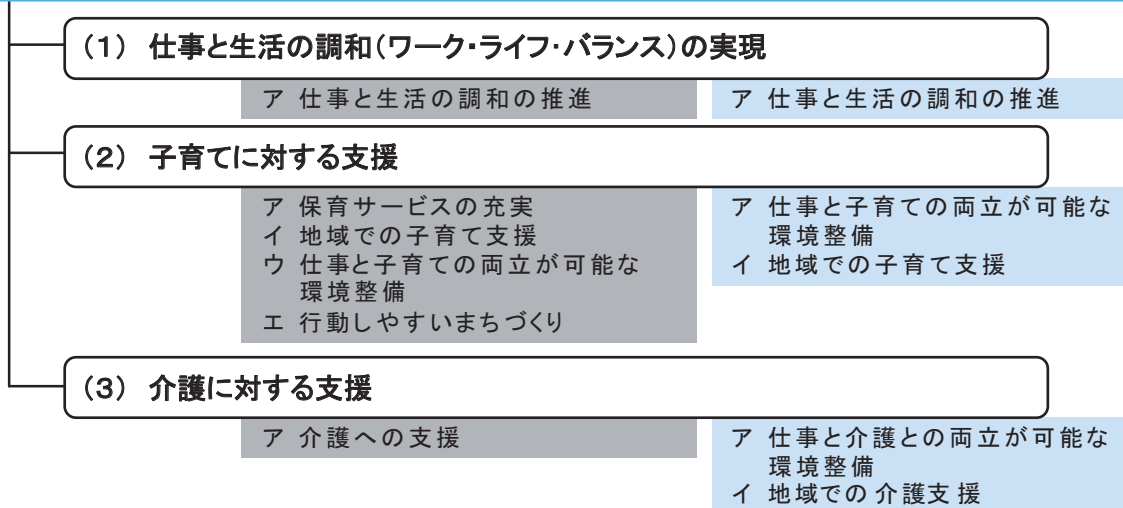 (1) 仕事と生活の調和(ワーク・ライフ・バランス)の実現
ア 仕事と生活の調和の推進
ア 仕事と生活の調和の推進
(2) 子育てに対する支援
ア 保育サービスの充実
イ 地域での子育て支援
ウ 仕事と子育ての両立が可能な
環境整備
エ 行動しやすいまちづくり
ア 仕事と子育ての両立が可能な
環境整備
イ 地域での子育て支援
(3) 介護に対する支援
ア 介護への支援
ア 仕事と介護との両立が可能な
環境整備
イ 地域での介護支援